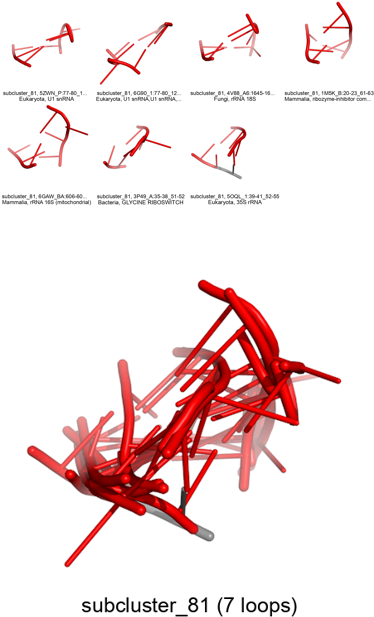 subcluster_81, 5ZWN_P:77-80_1...
Eukaryota, U1 snRNA
subcluster_81, 6G90_1:77-80_12...
Eukaryota, U1 snRNA,U1 snRNA,...
subcluster_81, 4V88_A6:1645-16...
Fungi, rRNA 18S
subcluster_81, 1M5K_B:20-23_61-63
Mammalia, ribozyme-inhibitor com...
subcluster_81, 6GAW_BA:606-60...
Mammalia, rRNA 16S (mitochondrial)
subcluster_81, 3P49_A:35-38_51-52
Bacteria, GLYCINE RIBOSWITCH
subcluster_81, 5OQL_1:39-41_52-55
Eukaryota, 35S rRNA
subcluster_81 (7 loops)